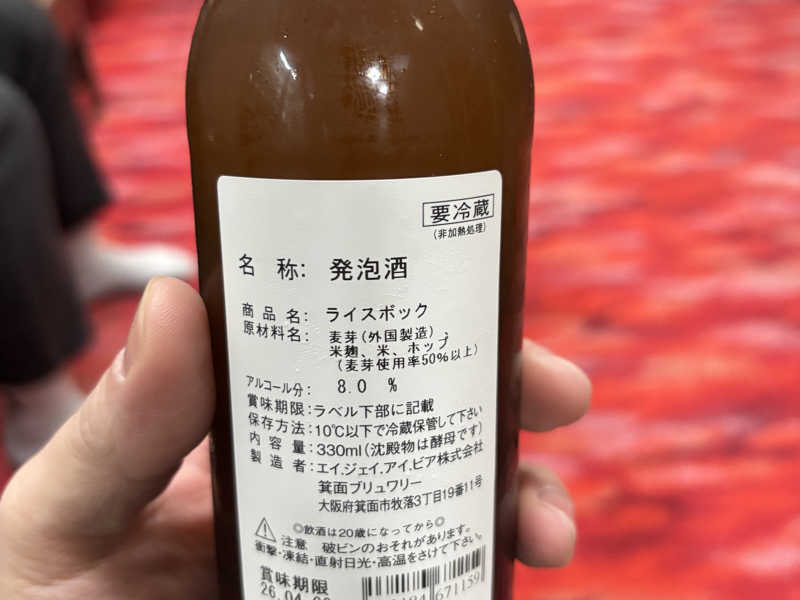 要冷蔵
(非加熱処理)
名 称: 発泡酒
商品名: ライスボック
原材料名: 麦芽(外国製造)、
米麹、米、ホップ
(麦芽使用率50%以上)
アルコール分: 8.0 %
賞味期限:ラベル下部に記載
保存方法:10℃以下で冷蔵保管して下さい
内容量:330ml(沈殿物は酵母です)
製造者:エイ.ジェイ.アイ.ビア株式会社
箕面ブリュワリー
大阪府箕面市牧落3丁目19番11号
◎飲酒は20歳になってから◎
注意 破ビンのおそれがあります。
衝撃・凍結・直射日光・高温をさけて下さい。
賞味期限
26.04
671159